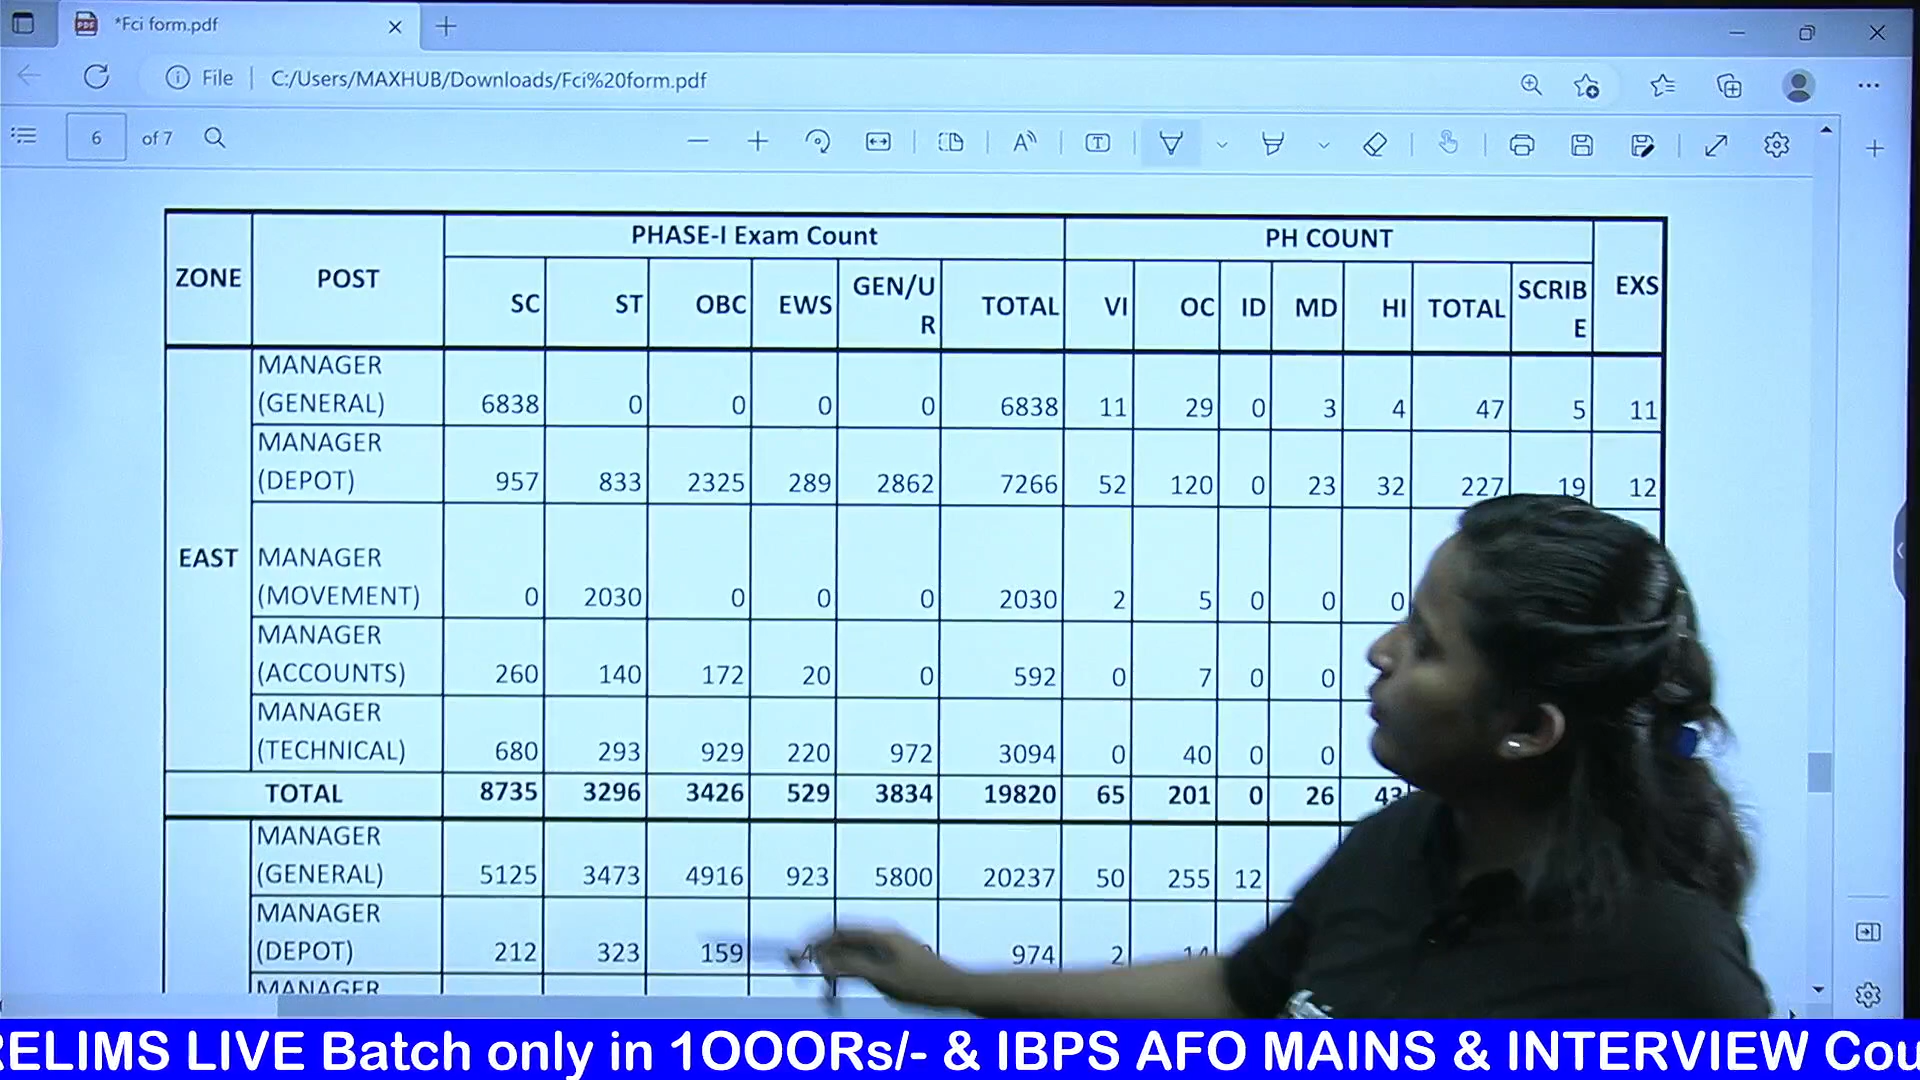 *Fci form.pdf
File C:/Users/MAXHUB/Downloads/Fci%20form.pdf
6 of 7
ZONE POST PHASE-I Exam Count PH COUNT EXS
SC ST OBC EWS GEN/U
R TOTAL VI OC ID MD HI TOTAL SCRIB
E
EAST
MANAGER
(GENERAL) 6838 0 0 0 0 6838 11 29 0 3 4 47 5 11
MANAGER
(DEPOT) 957 833 2325 289 2862 7266 52 120 0 23 32 227 19 12
MANAGER
(MOVEMENT) 0 2030 0 0 0 2030 2 5 0 0 0
MANAGER
(ACCOUNTS) 260 140 172 20 0 592 0 7 0 0
MANAGER
(TECHNICAL) 680 293 929 220 972 3094 0 40 0 0
TOTAL 8735 3296 3426 529 3834 19820 65 201 0 26 43
MANAGER
(GENERAL) 5125 3473 4916 923 5800 20237 50 255 12
MANAGER
(DEPOT) 212 323 159 974 2 14
MANAGER
RELIMS LIVE Batch only in 1OOORs/- & IBPS AFO MAINS & INTERVIEW Cou